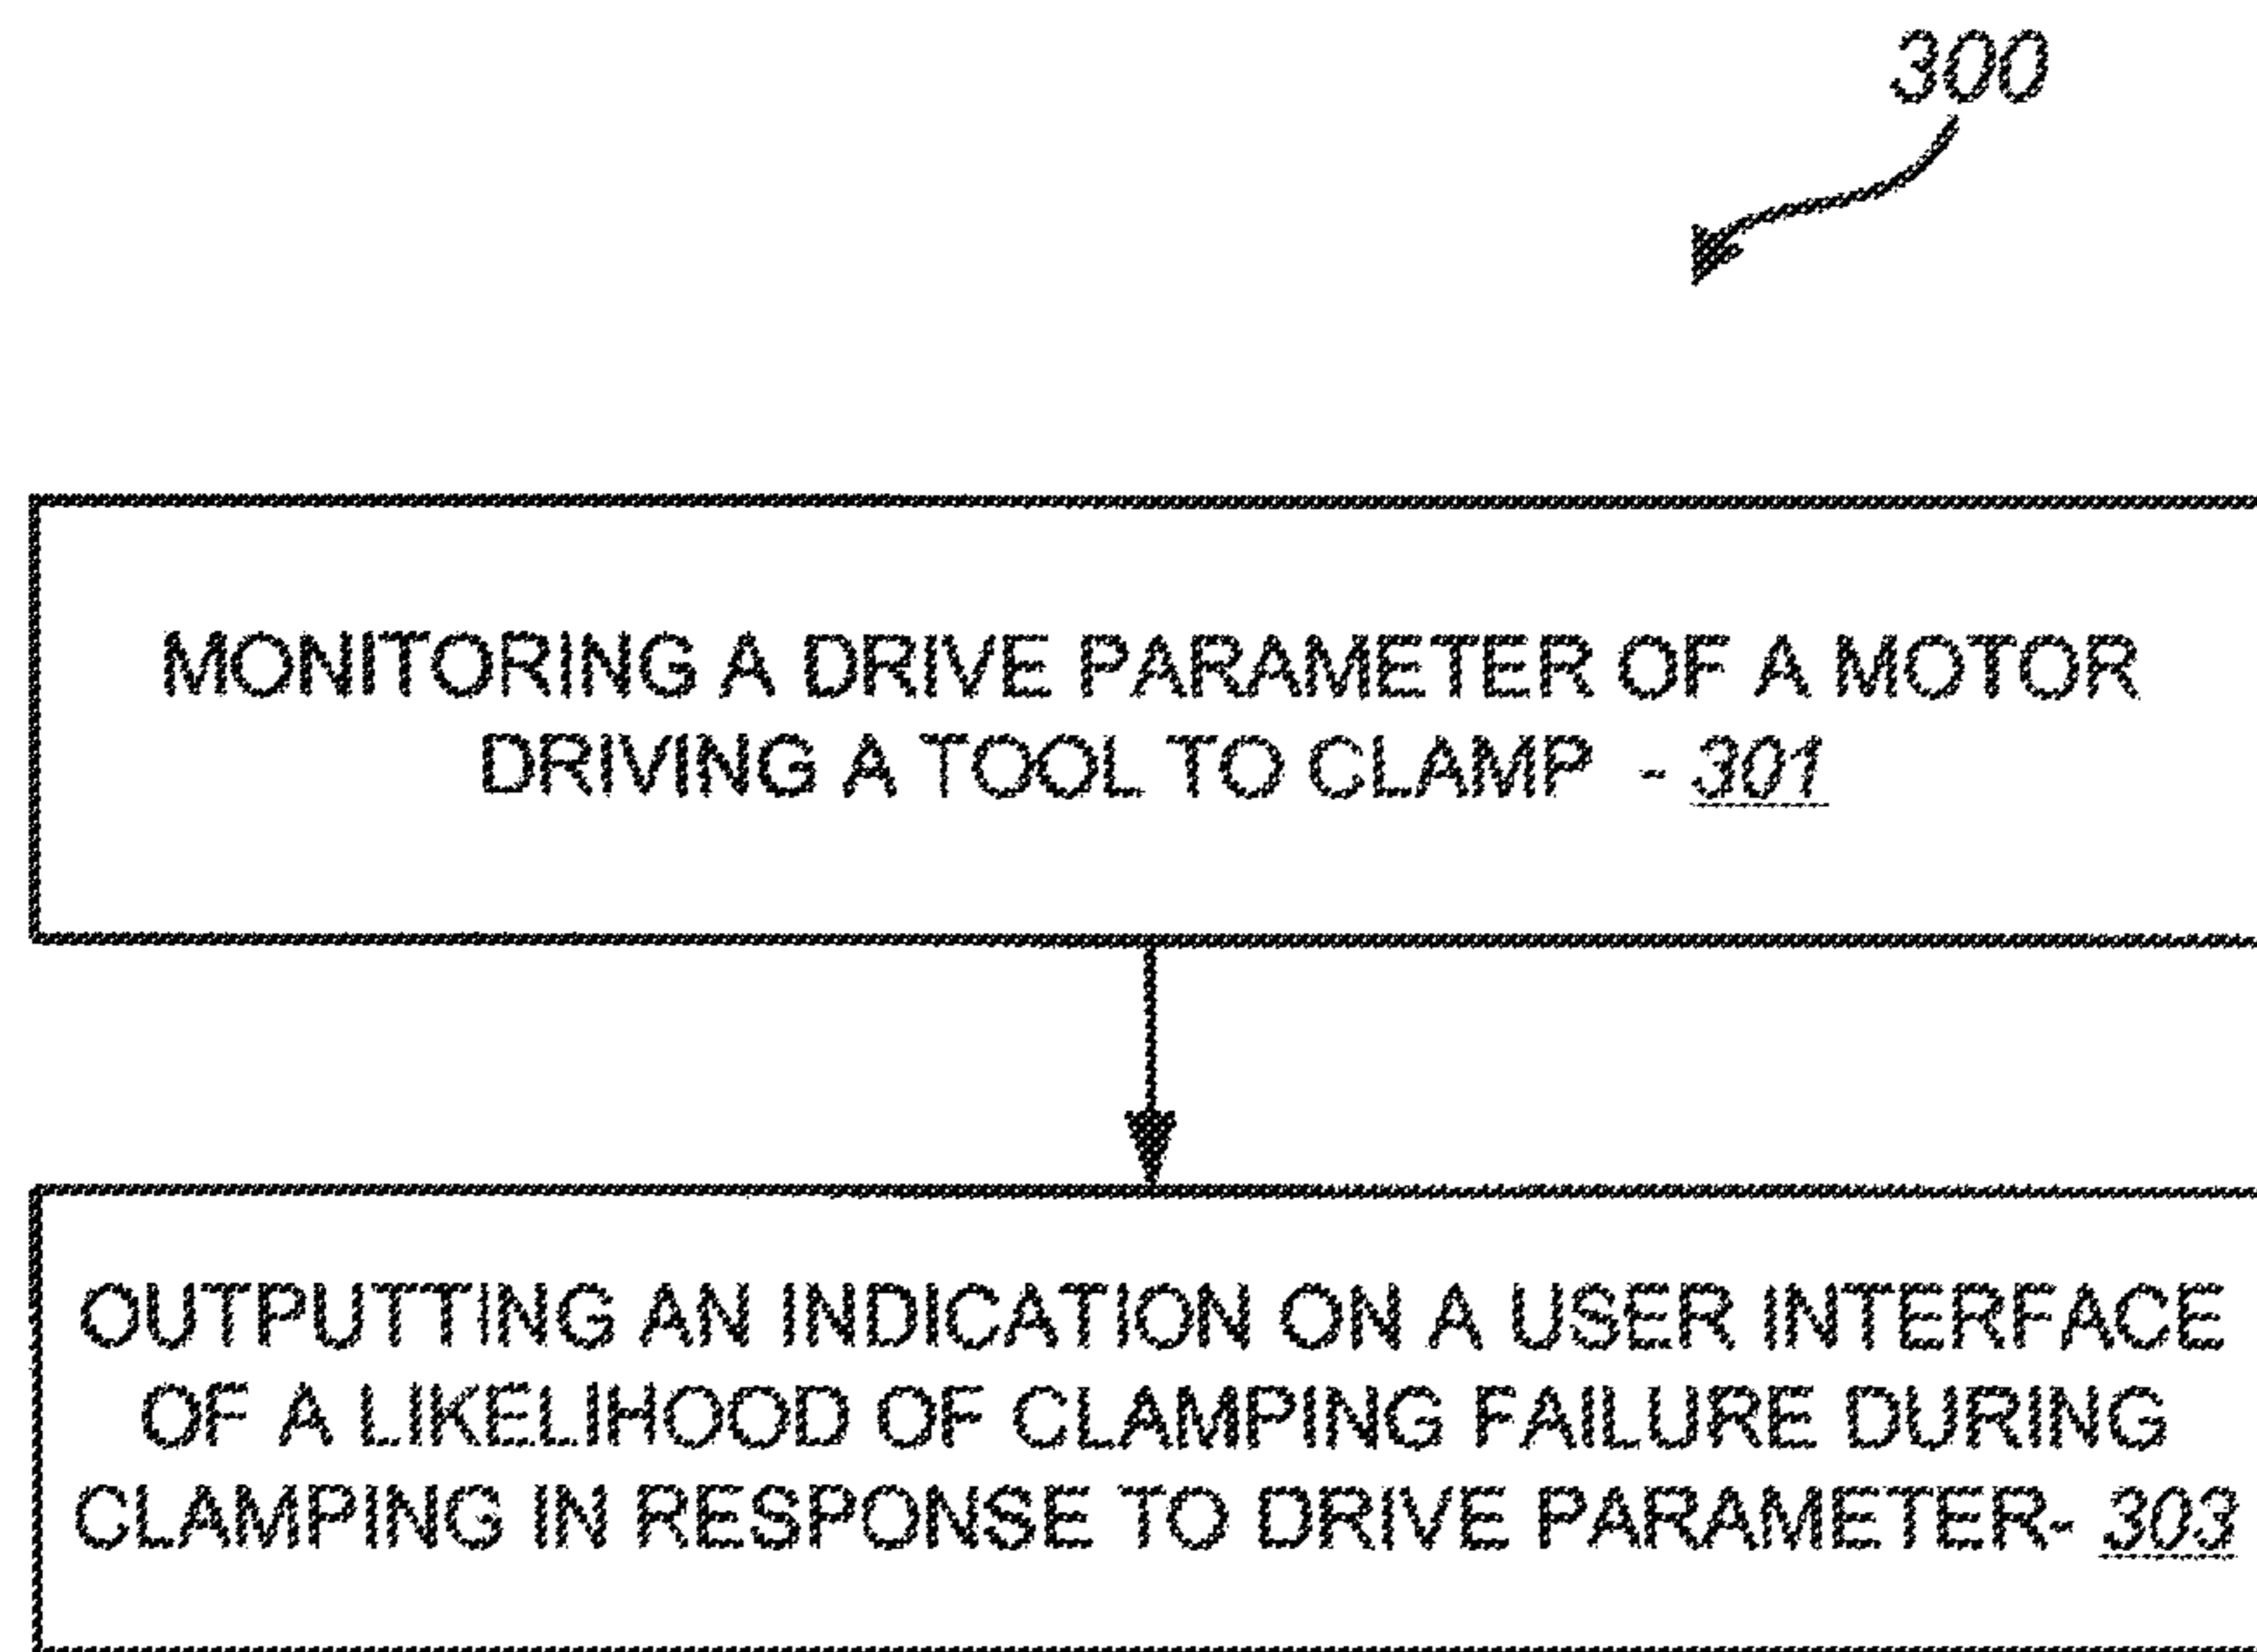 300
MONITORING A DRIVE PARAMETER OF A MOTOR
DRIVING A TOOL TO CLAMP - 301
OUTPUTTING AN INDICATION ON A USER INTERFACE
OF A LIKELIHOOD OF CLAMPING FAILURE DURING
CLAMPING IN RESPONSE TO DRIVE PARAMETER- 303